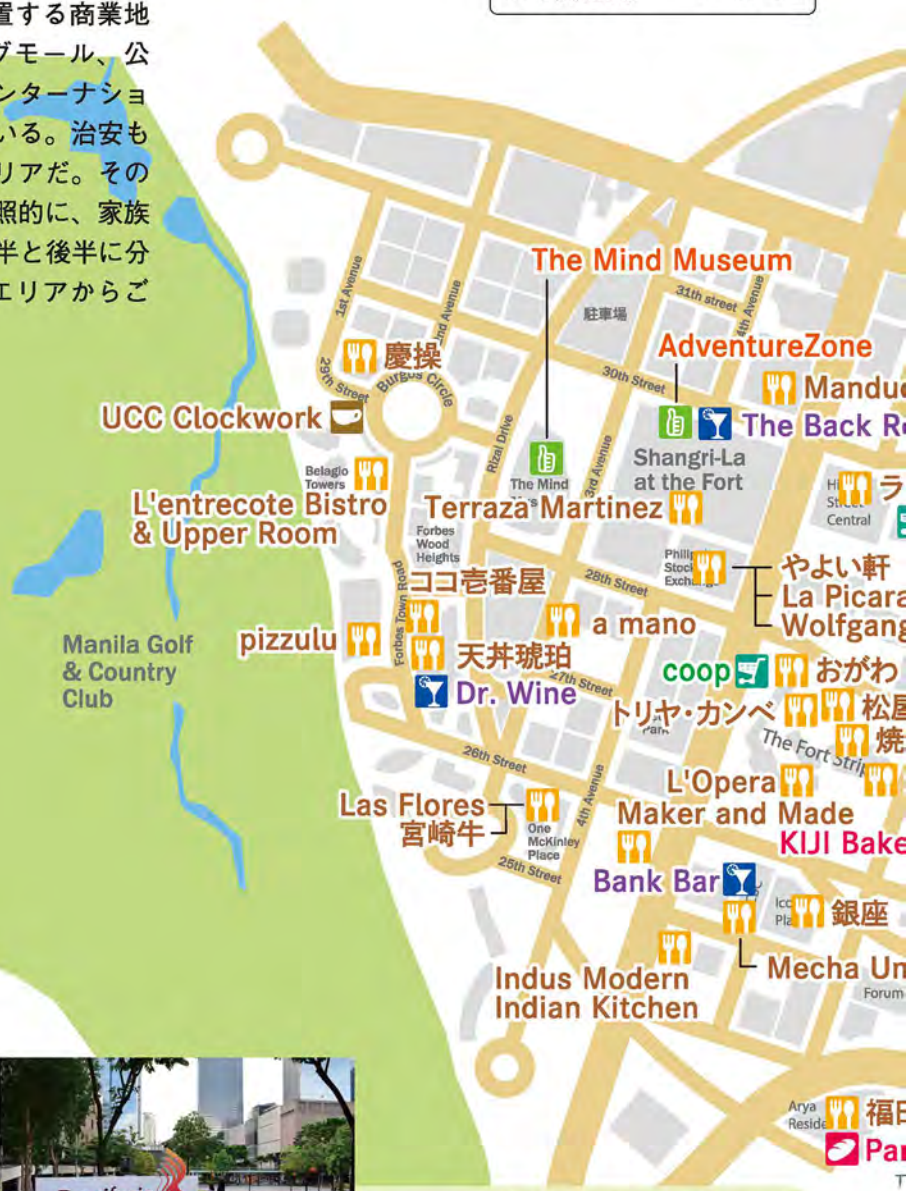 置する商業地
グモール、公
ンターナショ
いる。治安も
リアだ。その
照的に、家族
半と後半に分
エリアからご
The Mind Museum
1st Avenue
2nd Avenue
31th street
4th Avenue
駐車場
慶操
29th Street
Burgos Circle
AdventureZone
30th Street
UCC Clockwork
The Back
Rizal Drive
3rd Avenue
Shangri-La
at the Fort
Belagio
Towers
The Mind
L'entrecote Bistro
& Upper Room
Terraza Martinez
Street
Central
ラ
Forbes
Wood
Heights
28th Street
やよい軒
La Picara
Wolfgang
ココ壱番屋
Forbes Town Road
pizzulu
a mano
天丼琥珀
Dr. Wine
27th Street
Manila Golf
& Country
Club
coop
おがわ
トリヤ・カンベ
松屋
Park
The Fort Strip
焼
26th Street
L'Opera
Maker and Made
Las Flores
宮崎牛
One
McKinley
Place
4th Avenue
25th Street
KIJI Bake
Bank Bar
銀座
Indus Modern
Indian Kitchen
Mecha
Forum
Arya
福田